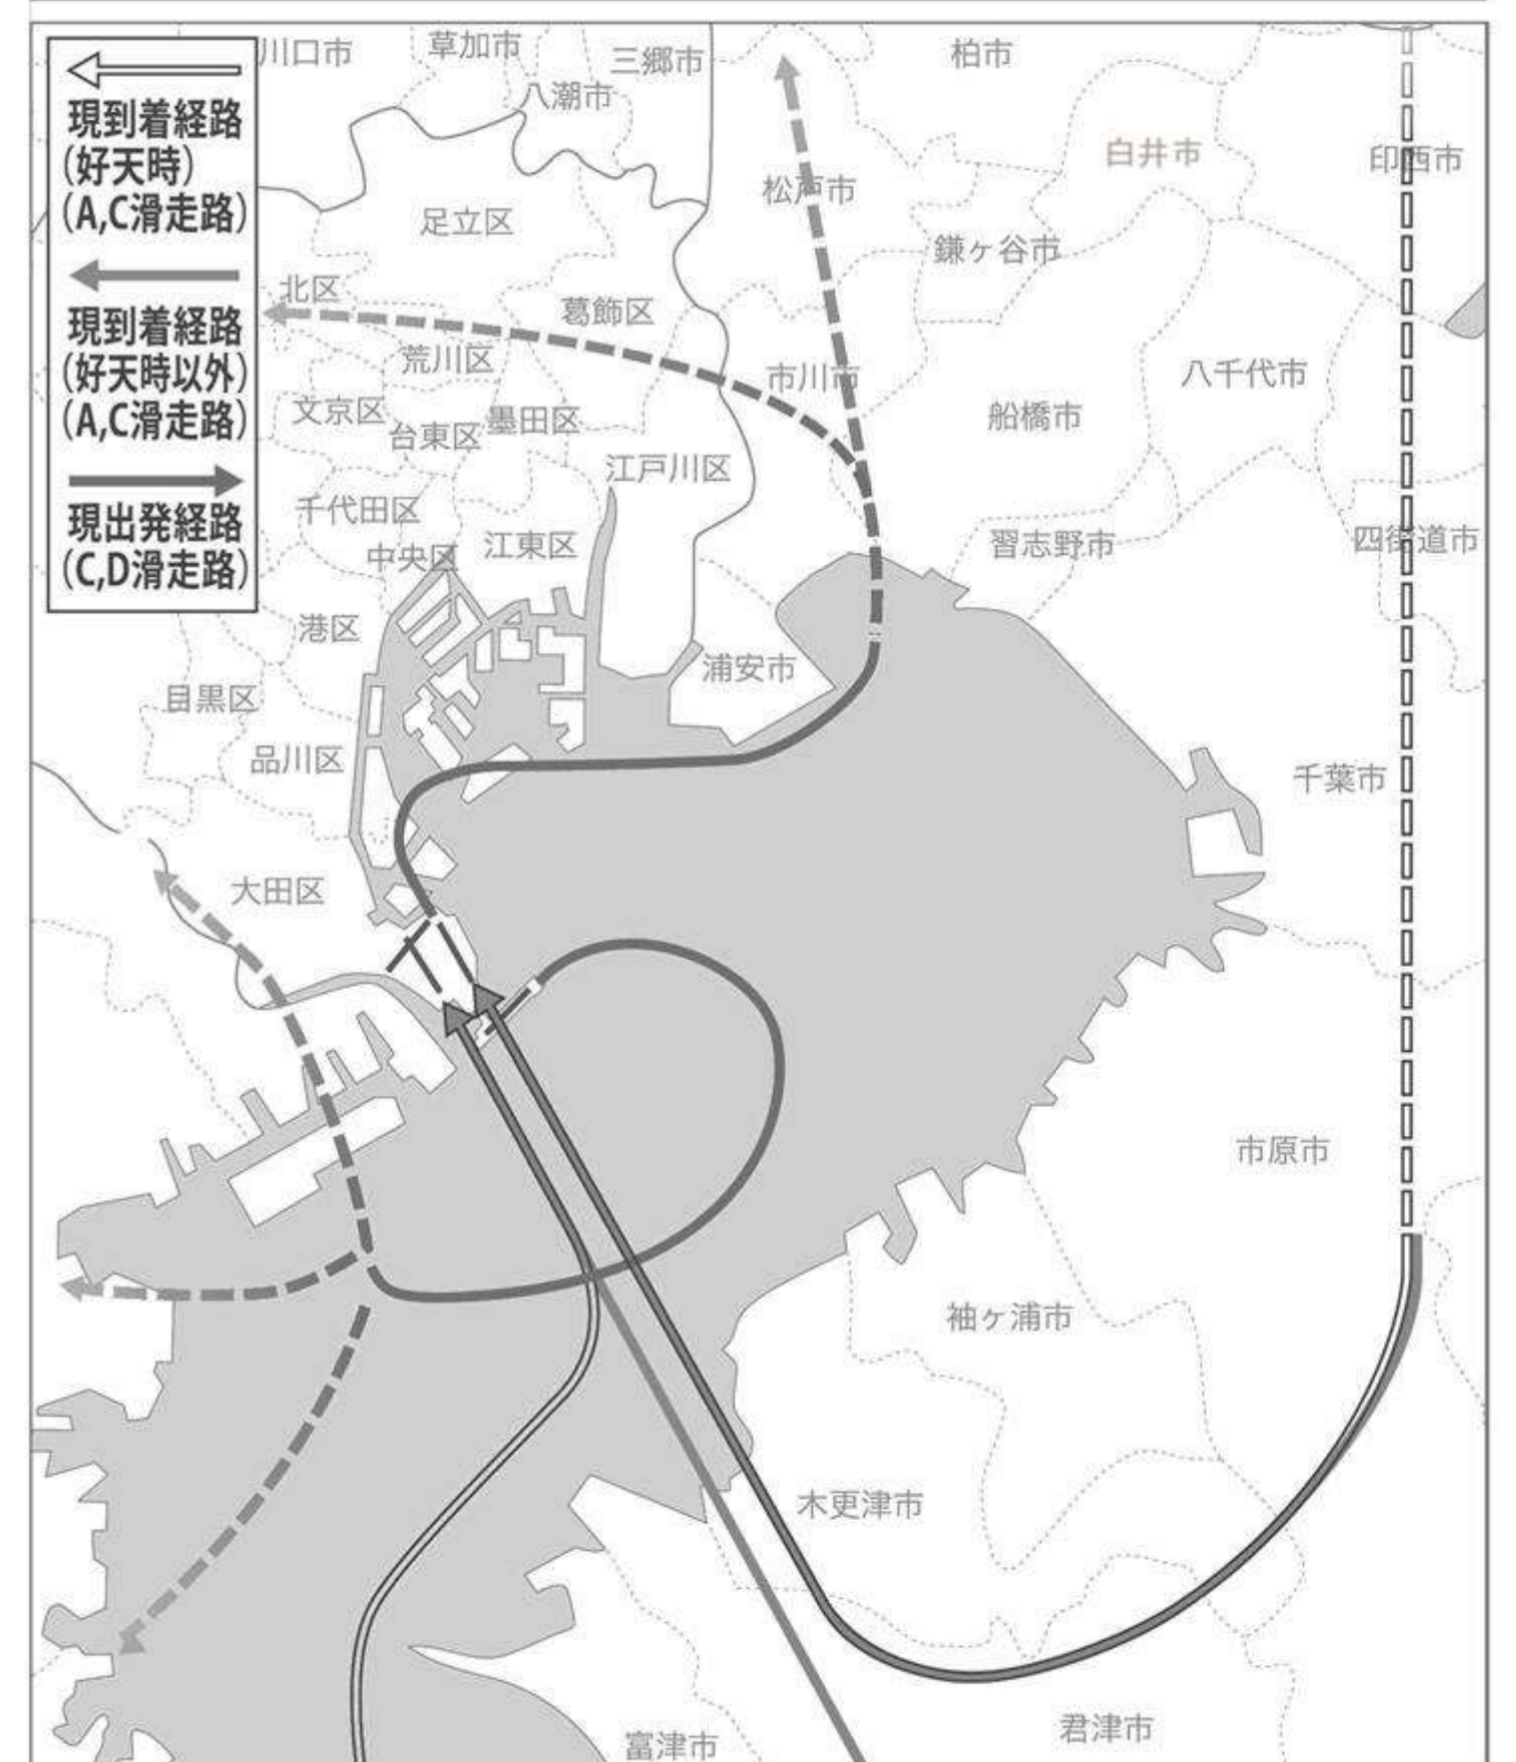 現到着経路
(好天時)
(A,C滑走路)
現到着経路
(好天時以外)
(A,C滑走路)
現出発経路
(C,D滑走路)
川口市
草加市
三郷市
柏市
八潮市
白井市
印西市
松戸市
足立区
鎌ヶ谷市
北区
葛飾区
荒川区
市川市
八千代市
文京区
台東区
墨田区
船橋市
江戸川区
千代田区
中央区
江東区
習志野市
四街道市
港区
浦安市
目黒区
品川区
千葉市
大田区
市原市
袖ヶ浦市
木更津市
君津市
富津市